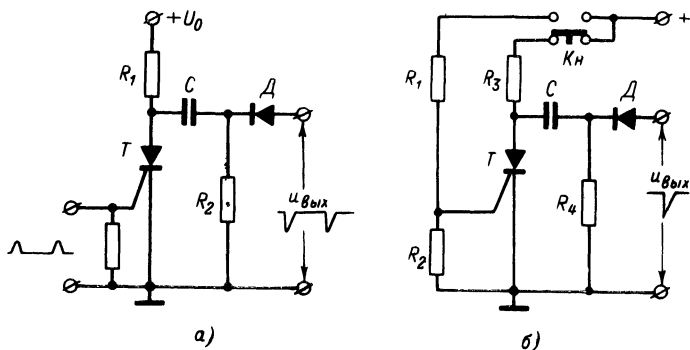 + U₀
R₁
C
Д
T
R₂
uвых
а)
+
Кн
R₁
R₃
C
Д
T
R₄
uвых
R₂
б)